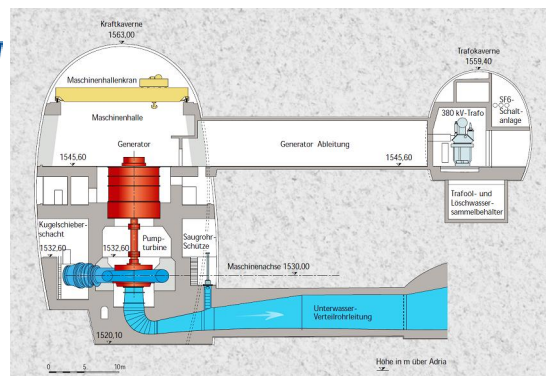 Kraftkaverne
1563,00
Trafokaverne
1559,40
Maschinenhallenkran
SF6-
Schalt-
anlage
380 kV-Trafo
Maschinenhalle
Generator
Generator Ableitung
1545,60
1545,60
Trafoöl- und
Löschwasser-
sammelbehälter
Kugelschieber-
schacht
1532,60
1532,60
Pump-
turbine
Saugrohr-
Schütze
Maschinenachse 1530,00
Unterwasser-
Verteilrohrleitung
1520,10
0 5 10m
Höhe in m über Adria